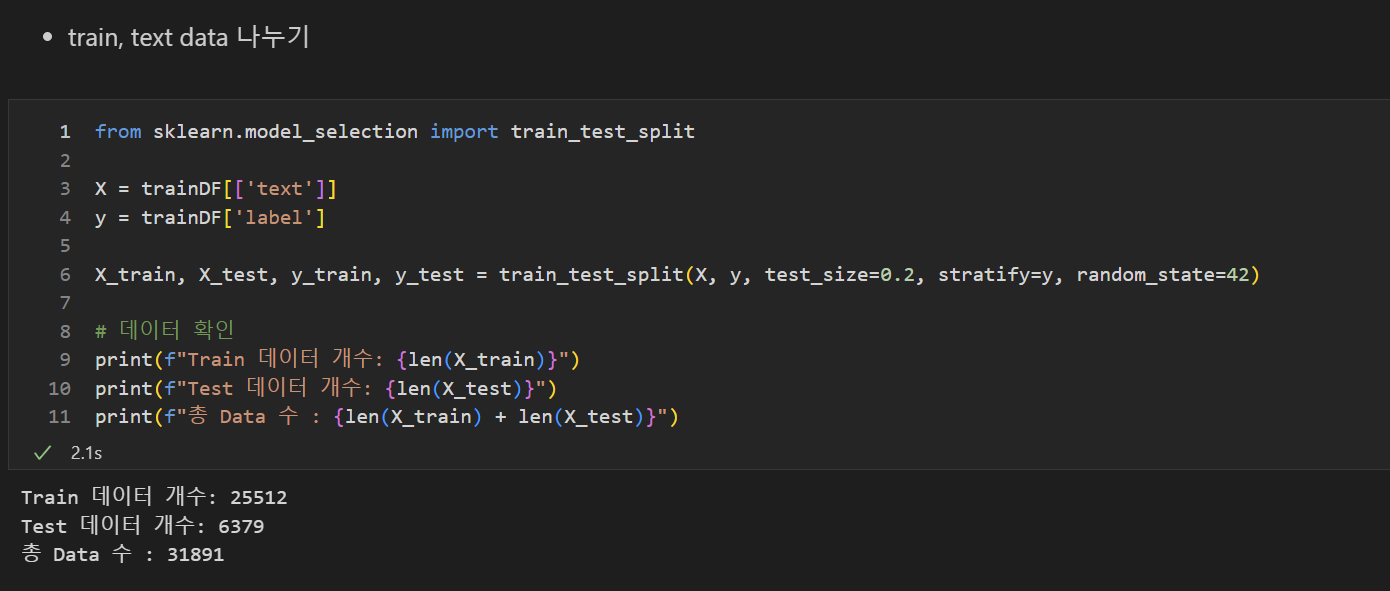 • train, text data 나누기
1 from sklearn.model_selection import train_test_split
2
3 X = trainDF[['text']]
4 y = trainDF['label']
5
6 X_train, X_test, y_train, y_test = train_test_split(X, y, test_size=0.2, stratify=y, random_state=42)
7
8 # 데이터 확인
9 print(f"Train 데이터 개수: {len(X_train)}")
10 print(f"Test 데이터 개수: {len(X_test)}")
11 print(f"총 Data 수 : {len(X_train) + len(X_test)}")
✓ 2.1s
Train 데이터 개수: 25512
Test 데이터 개수: 6379
총 Data 수 : 31891